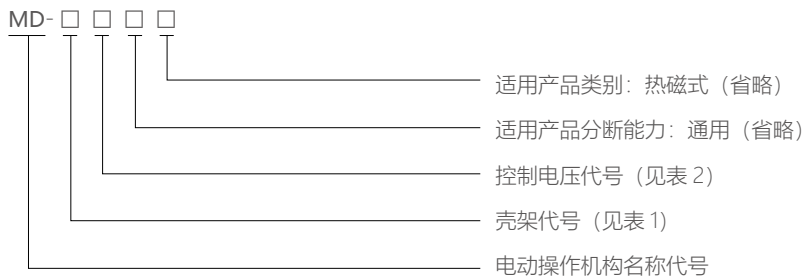 MD-□ □ □ □
适用产品类别：热磁式（省略）
适用产品分断能力：通用（省略）
控制电压代号（见表 2）
壳架代号（见表 1）
电动操作机构名称代号